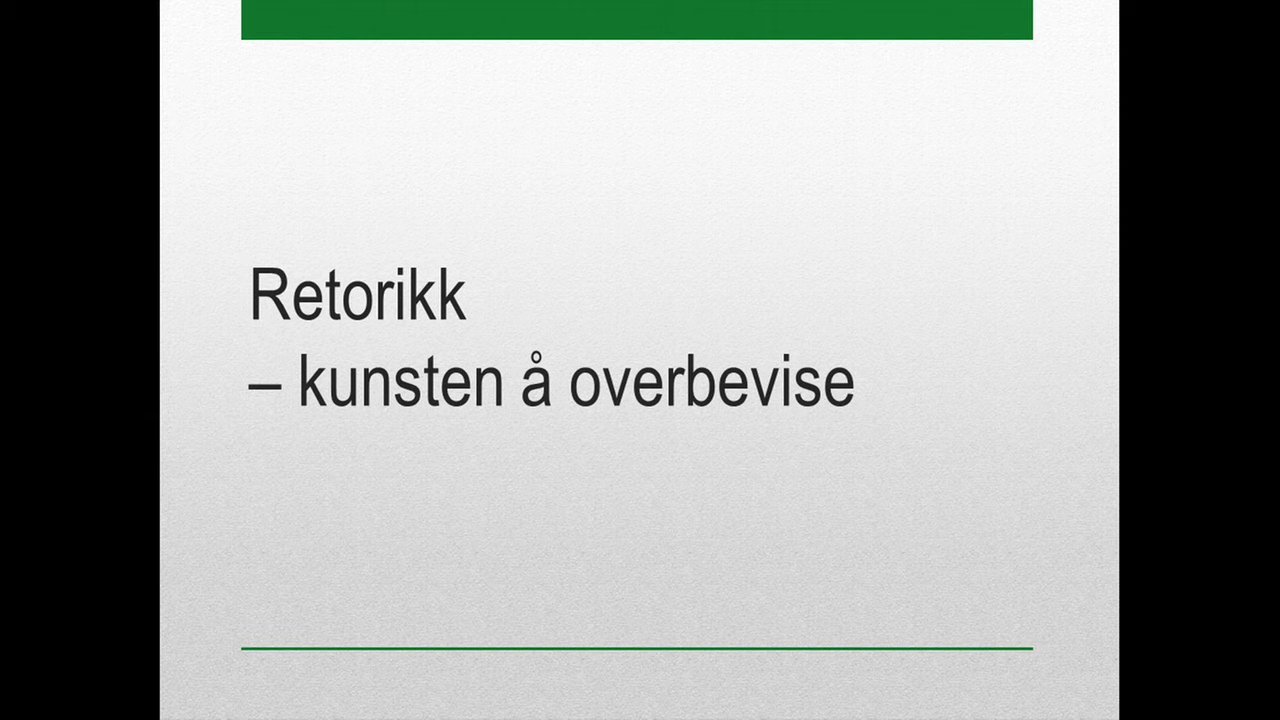 Retorikk
– kunsten å overbevise